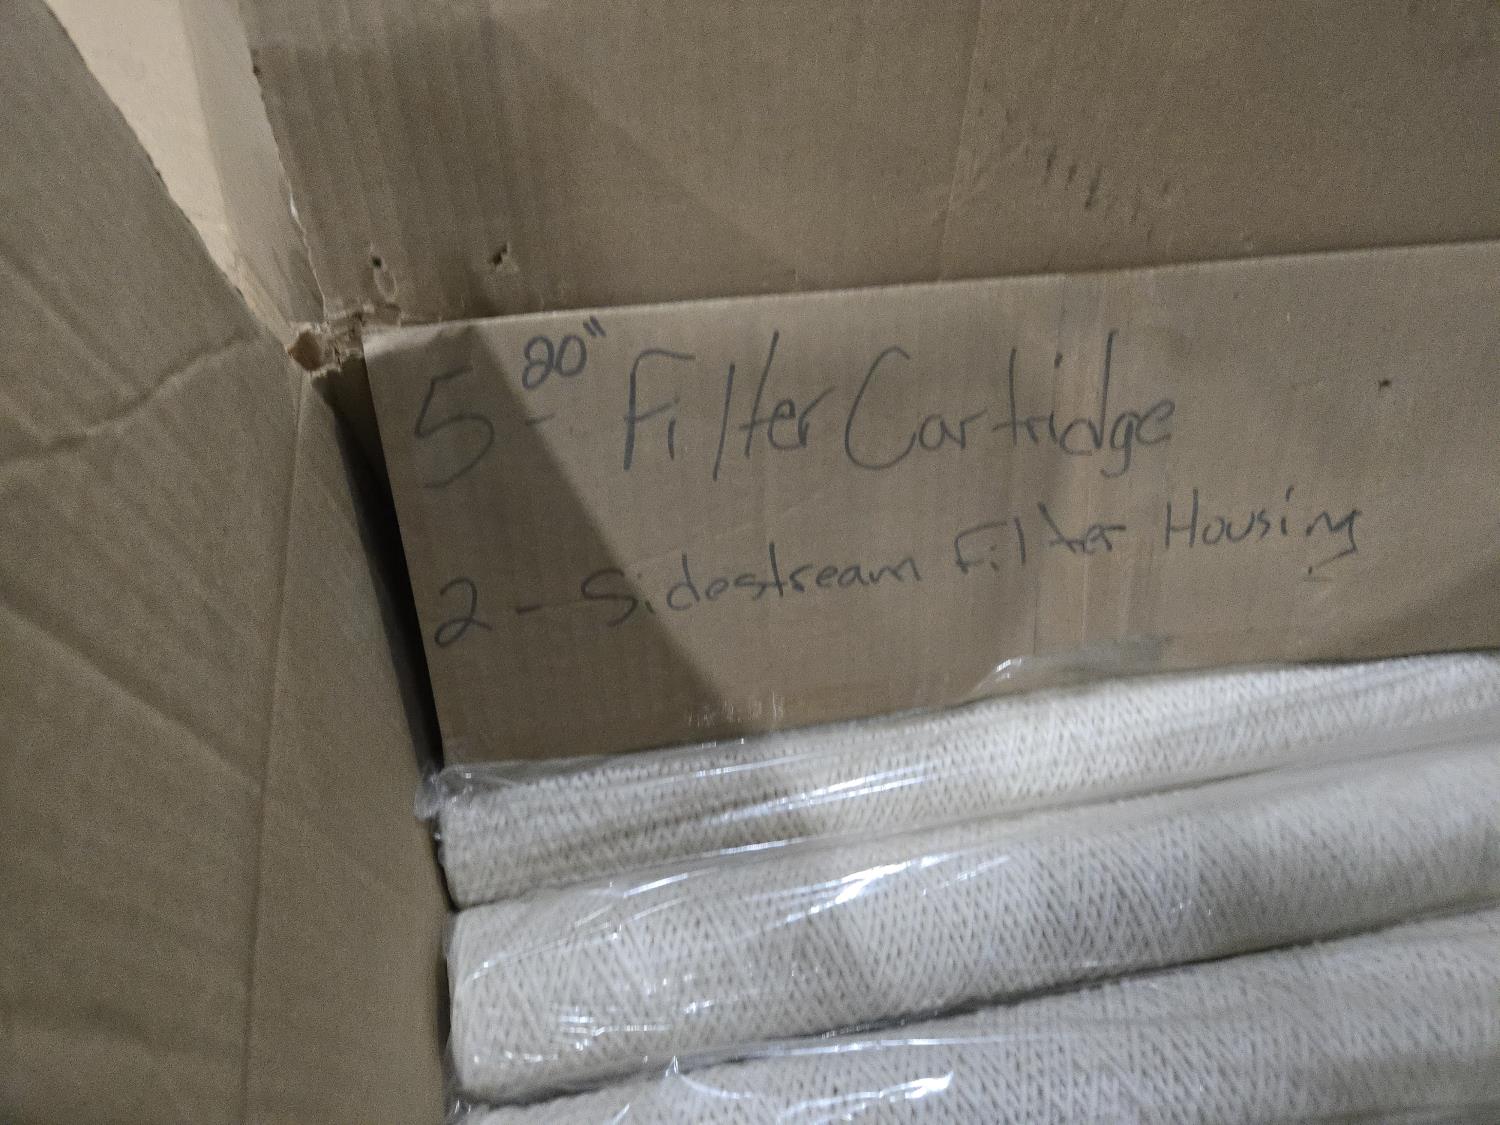 5 - 20" Filter Cartridge
2 - Sidestream Filter Housing